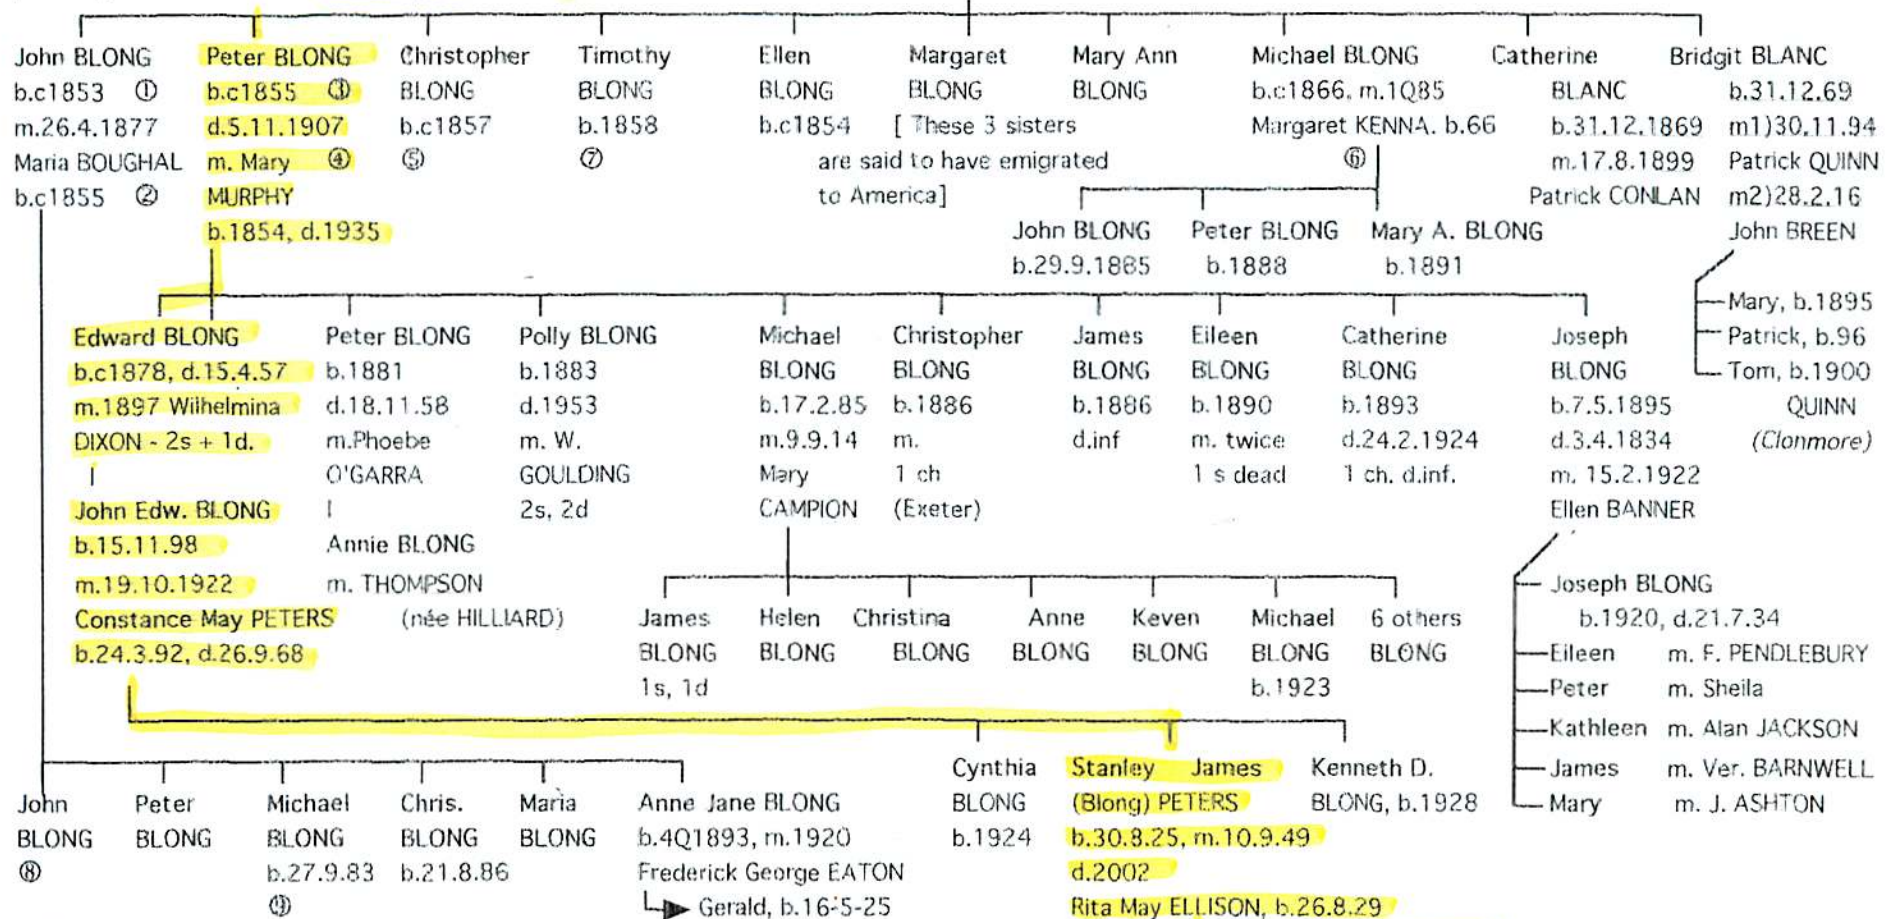 John BLONG
b.c1853 ①
m.26.4.1877
Maria BOUGHAL
b.c1855 ②
Peter BLONG
b.c1855 ③
d.5.11.1907
m. Mary ④
MURPHY
b.1854, d.1935
Christopher
BLONG
b.c1857
⑤
Timothy
BLONG
b.1858
⑦
Ellen
BLONG
b.c1854
Margaret
BLONG
Mary Ann
BLONG
[ These 3 sisters
are said to have emigrated
to America]
Michael BLONG
b.c1866, m.1Q85
Margaret KENNA. b.66
⑥
Catherine
BLANC
b.31.12.1869
m.17.8.1899
Patrick CONLAN
Bridgit BLANC
b.31.12.69
m1)30.11.94
Patrick QUINN
m2)28.2.16
John BREEN
John BLONG
b.29.9.1885
Peter BLONG
b.1888
Mary A. BLONG
b.1891
Mary, b.1895
Patrick, b.96
Tom, b.1900
QUINN
(Clonmore)
Edward BLONG
b.c1878, d.15.4.57
m.1897 Wilhelmina
DIXON - 2s + 1d.
John Edw. BLONG
b.15.11.98
m.19.10.1922
Constance May PETERS
b.24.3.92, d.26.9.68
Peter BLONG
b.1881
d.18.11.58
m.Phoebe
O'GARRA
Annie BLONG
m. THOMPSON
(née HILLIARD)
Polly BLONG
b.1883
d.1953
m. W.
GOULDING
2s, 2d
Michael
BLONG
b.17.2.85
m.9.9.14
Mary
CAMPION
Christopher
BLONG
b.1886
m.
1 ch
(Exeter)
James
BLONG
b.1886
d.inf
Eileen
BLONG
b.1890
m. twice
1 s dead
Catherine
BLONG
b.1893
d.24.2.1924
1 ch. d.inf.
Joseph
BLONG
b.7.5.1895
d.3.4.1834
m. 15.2.1922
Ellen BANNER
James
BLONG
1s, 1d
Helen
BLONG
Christina
BLONG
Anne
BLONG
Keven
BLONG
Michael
BLONG
b.1923
6 others
BLONG
Joseph BLONG
b.1920, d.21.7.34
Eileen m. F. PENDLEBURY
Peter m. Sheila
Kathleen m. Alan JACKSON
James m. Ver. BARNWELL
Mary m. J. ASHTON
John
BLONG
⑧
Peter
BLONG
Michael
BLONG
b.27.9.83
⑨
Chris.
BLONG
b.21.8.86
Maria
BLONG
Anne Jane BLONG
b.4Q1893, m.1920
Frederick George EATON
Gerald, b.16-5-25
Cynthia
BLONG
b.1924
Stanley James
(Blong) PETERS
b.30.8.25, m.10.9.49
d.2002
Rita May ELLISON, b.26.8.29
Kenneth D.
BLONG, b.1928